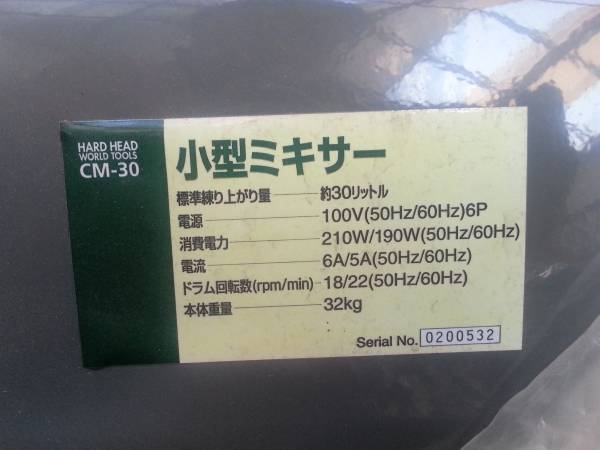 HARD HEAD
WORLD TOOLS
CM-30
小型ミキサー
標準練り上がり量 約30リットル
電源 100V(50Hz/60Hz)6P
消費電力 210W/190W(50Hz/60Hz)
電流 6A/5A(50Hz/60Hz)
ドラム回転数(rpm/min) 18/22(50Hz/60Hz)
本体重量 32kg
Serial No. 0200532